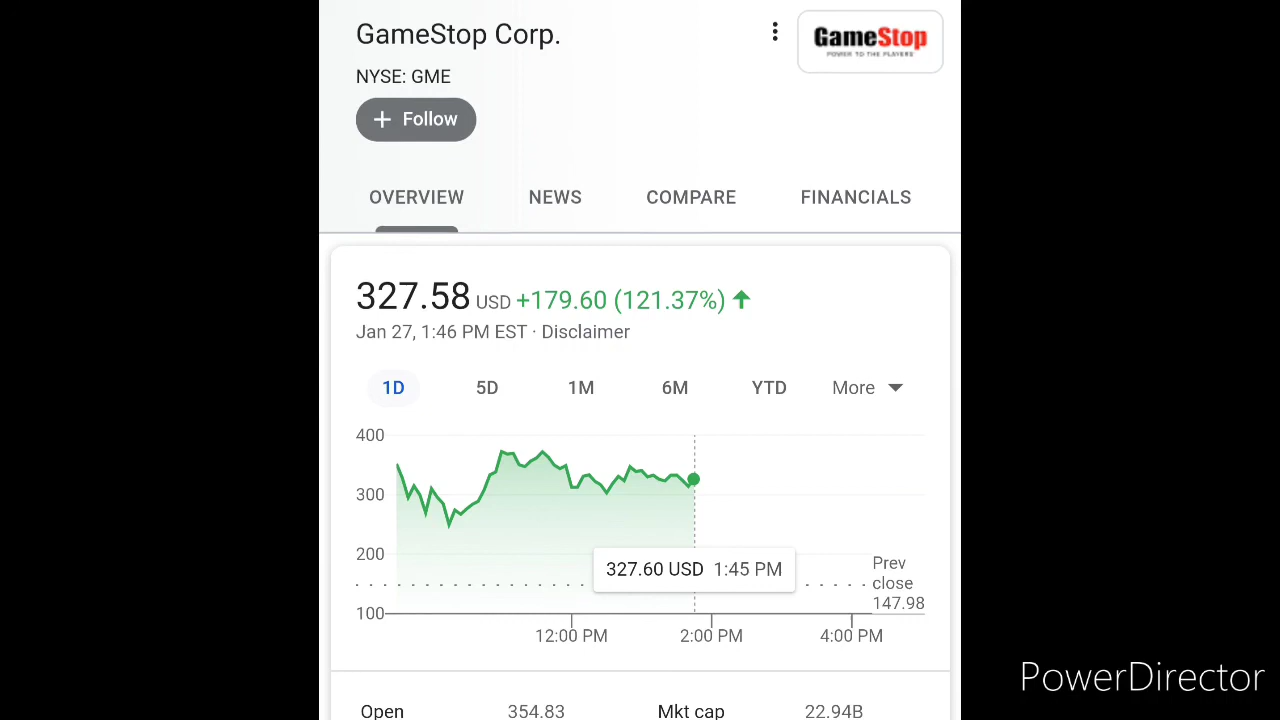 GameStop Corp.
GameStop
POWER TO THE PLAYERS
NYSE: GME
+ Follow
OVERVIEW NEWS COMPARE FINANCIALS
327.58 USD +179.60 (121.37%)
Jan 27, 1:46 PM EST · Disclaimer
1D 5D 1M 6M YTD More
400
300
200
100
327.60 USD 1:45 PM
Prev
close
147.98
12:00 PM 2:00 PM 4:00 PM
Open 354.83 Mkt cap 22.94B
PowerDirector